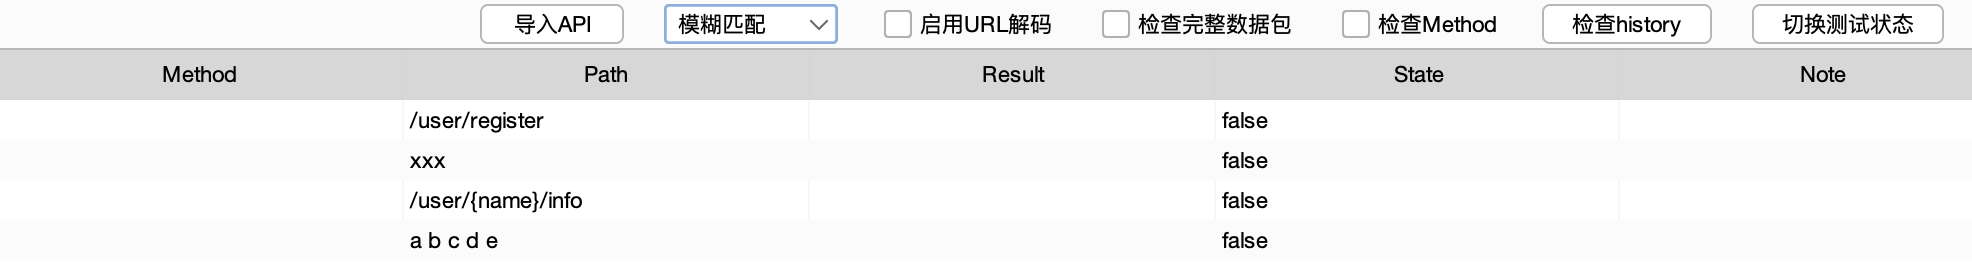 导入API 模糊匹配 启用URL解码 检查完整数据包 检查Method 检查history 切换测试状态
Method Path Result State Note
/user/register false
xxx false
/user/{name}/info false
a b c d e false